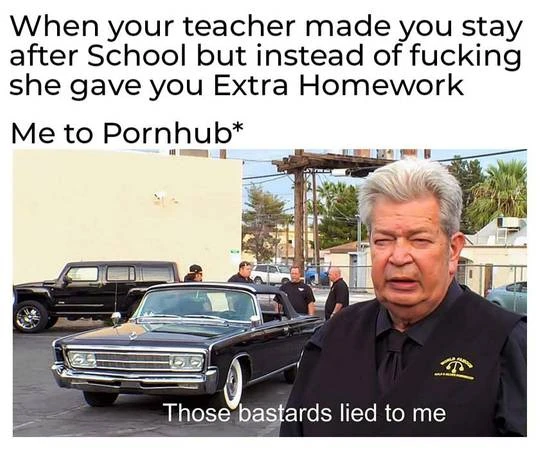 When your teacher made you stay
after School but instead of fucking
she gave you Extra Homework
Me to Pornhub*
Those bastards lied to me